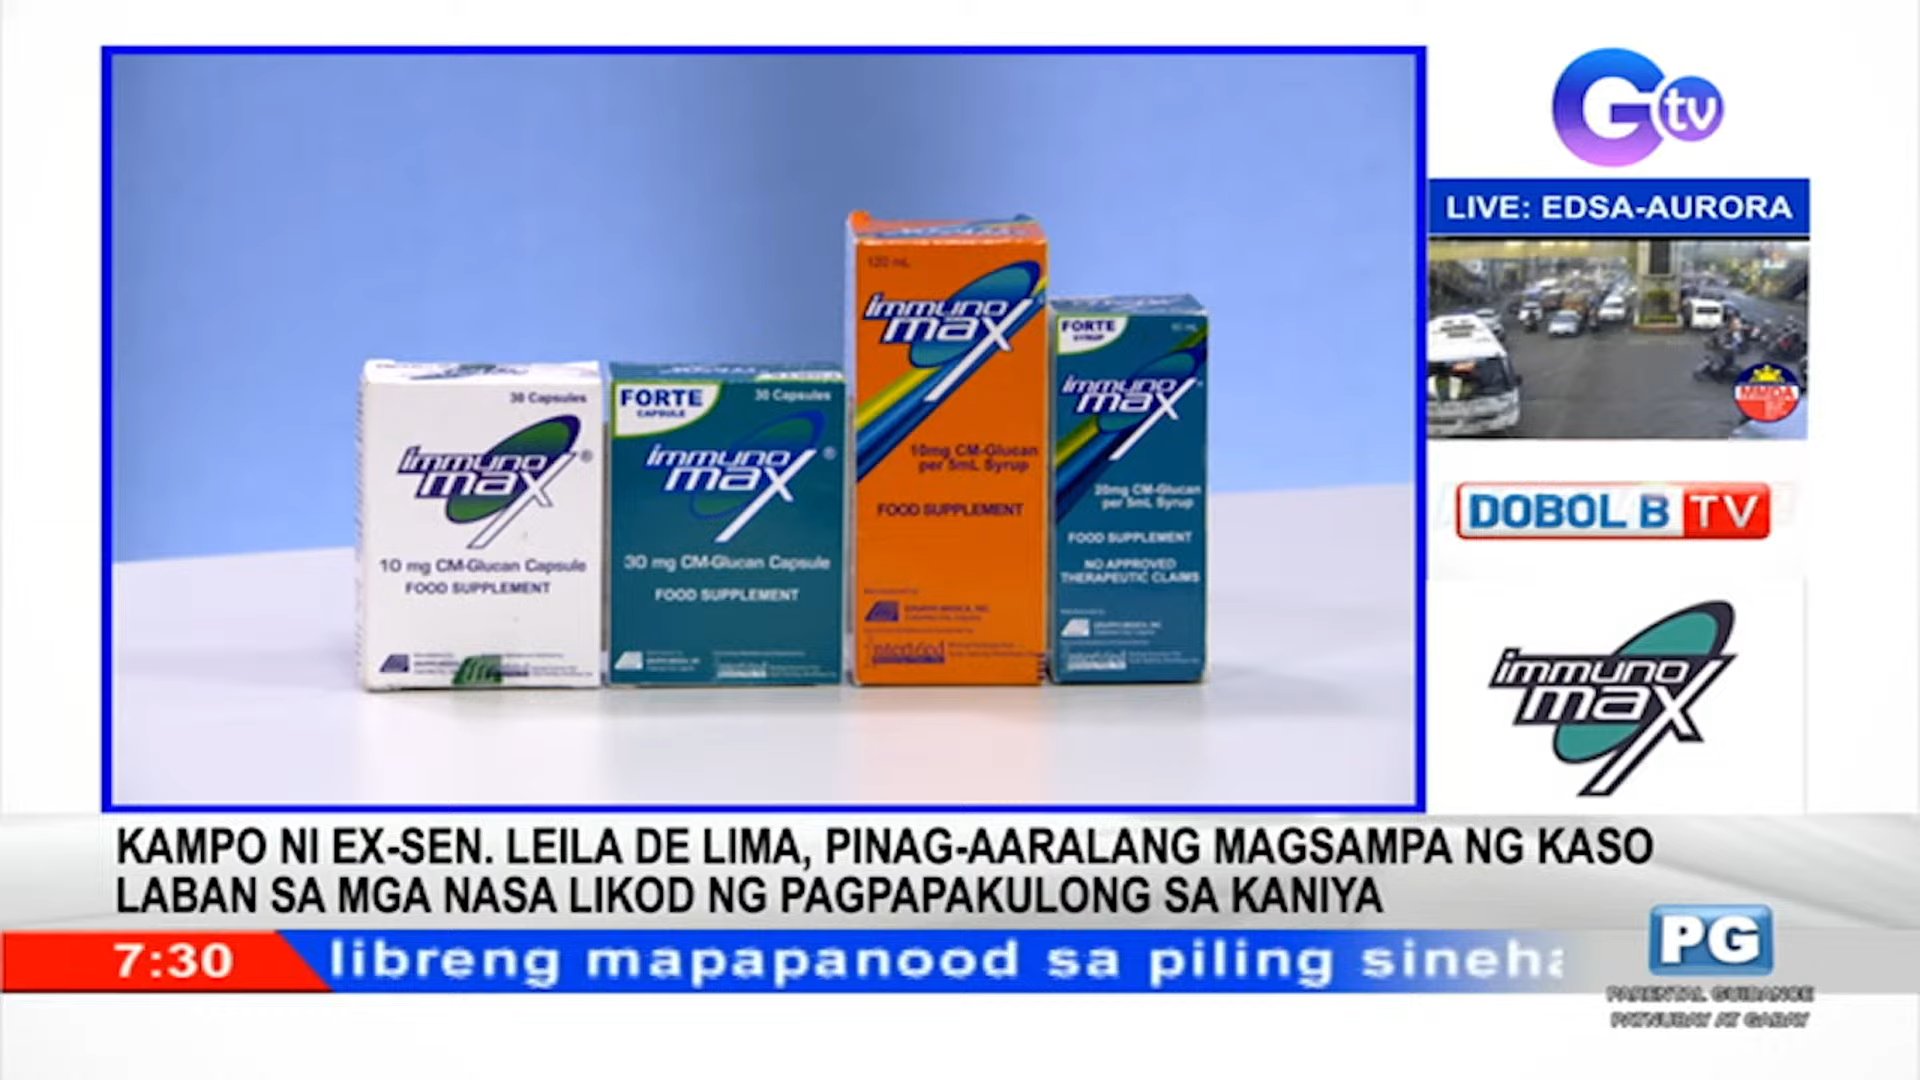 G tv
LIVE: EDSA-AURORA
MMDA
DOBOL B TV
immuno
max
30 Capsules
immuno
max®
10 mg CM-Glucan Capsule
FOOD SUPPLEMENT
FORTE
CAPSULE
30 Capsules
immuno
max®
30 mg CM-Glucan Capsule
FOOD SUPPLEMENT
120 mL
immuno
max
10mg CM-Glucan
per 5mL Syrup
FOOD SUPPLEMENT
FORTE
SYRUP
immuno
max
20mg CM-Glucan
per 5mL Syrup
FOOD SUPPLEMENT
NO APPROVED
THERAPEUTIC CLAIMS
KAMPO NI EX-SEN. LEILA DE LIMA, PINAG-AARALANG MAGSAMPA NG KASO
LABAN SA MGA NASA LIKOD NG PAGPAPAKULONG SA KANIYA
7:30 libreng mapapanood sa piling
PG
PARENTAL GUIDANCE
PATNUBAY AT GABAY